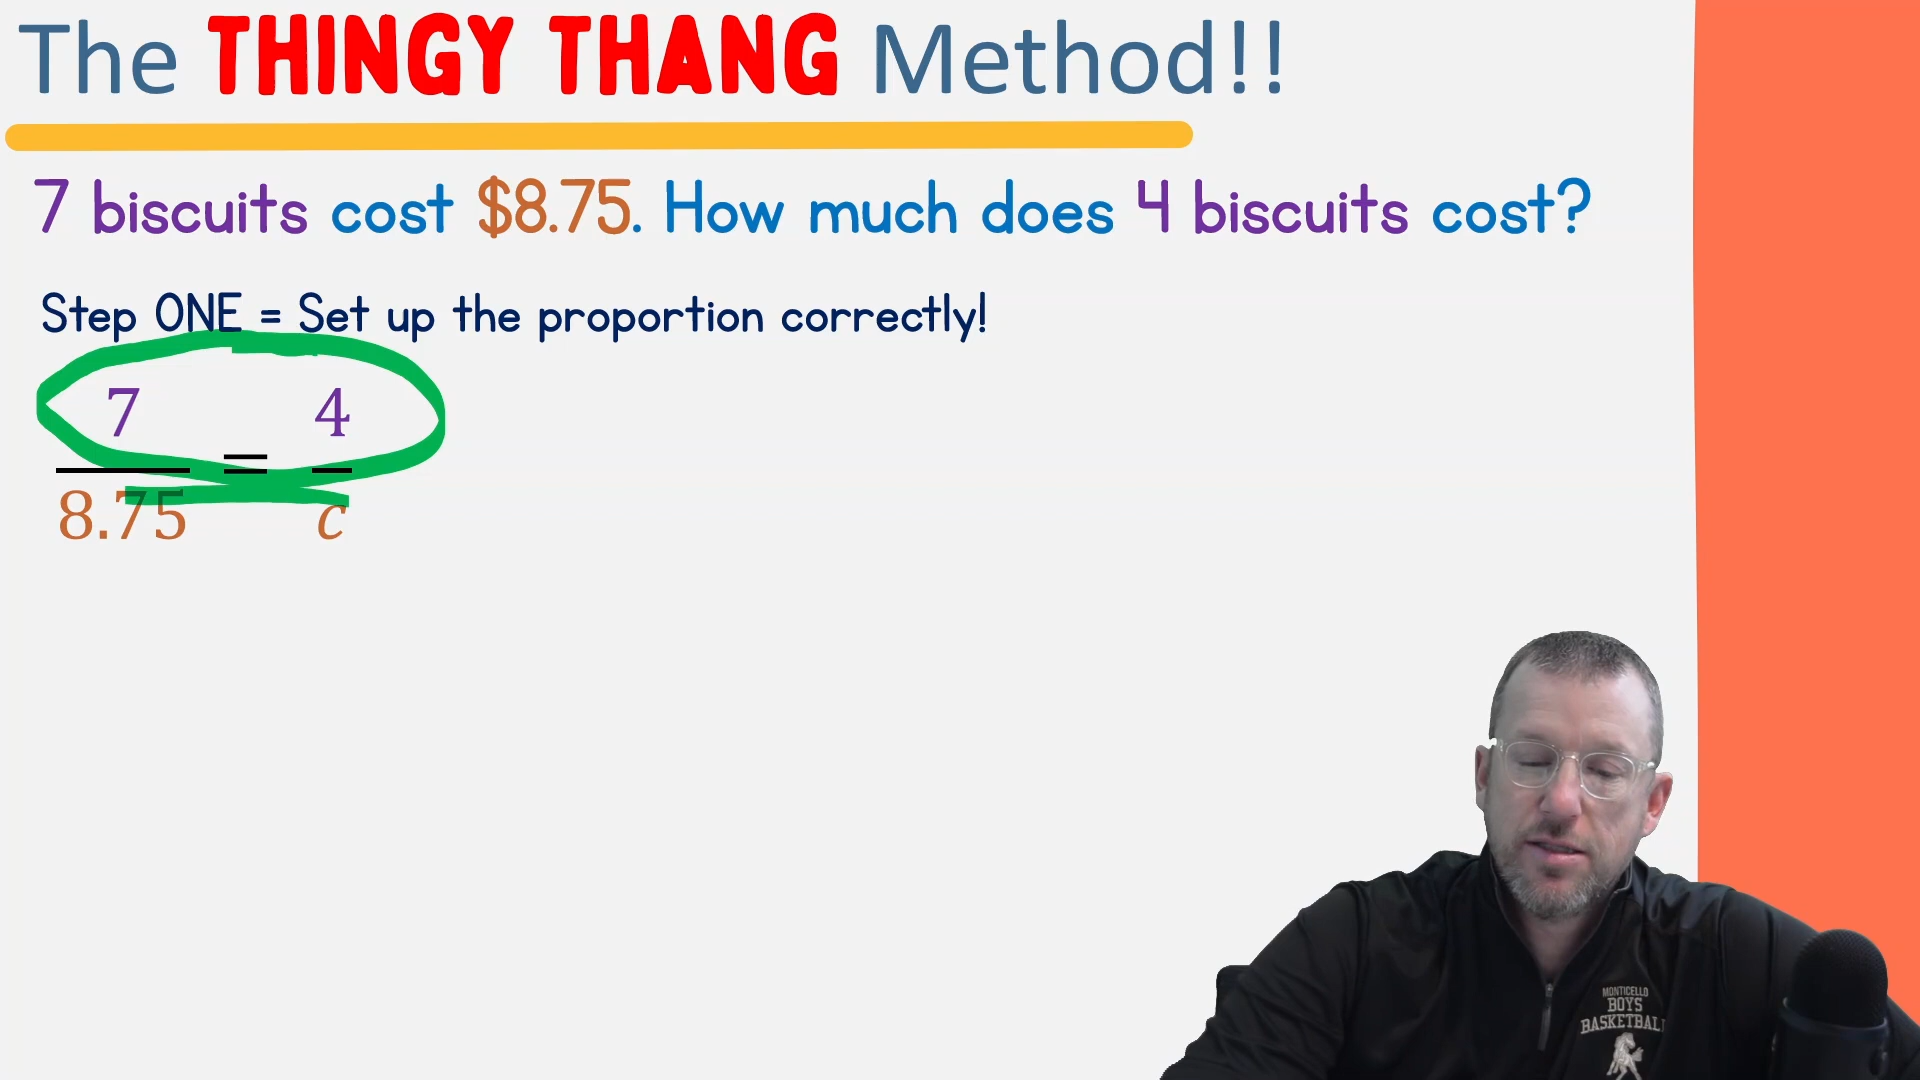 The THINGY THANG Method!!
7 biscuits cost $8.75. How much does 4 biscuits cost?
Step ONE = Set up the proportion correctly!
7 = 4
8.75 c
MONTICELLO
BOYS
BASKETBALL